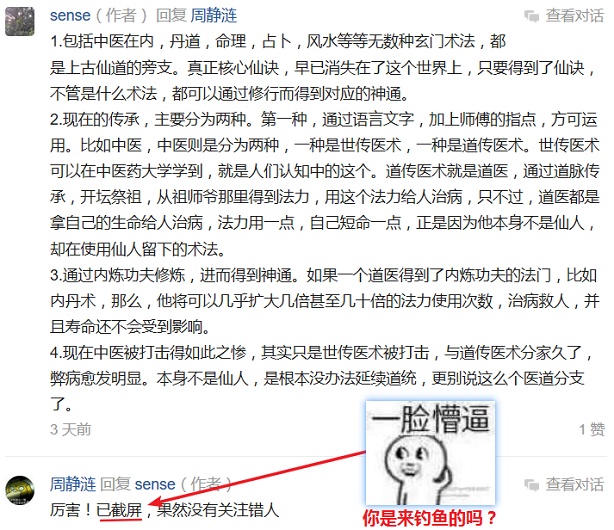 sense（作者）回复 周静涟
查看对话
1.包括中医在内，丹道，命理，占卜，风水等等无数种玄门术法，都
是上古仙道的旁支。真正核心仙诀，早已消失在了这个世界上，只要得到了仙诀，
不管是什么术法，都可以通过修行而得到对应的神通。
2.现在的传承，主要分为两种。第一种，通过语言文字，加上师傅的指点，方可运
用。比如中医，中医则是分为两种，一种是世传医术，一种是道传医术。世传医术
可以在中医药大学学到，就是人们认知中的这个。道传医术就是道医，通过道脉传
承，开坛祭祖，从祖师爷那里得到法力，用这个法力给人治病，只不过，道医都是
拿自己的生命给人治病，法力用一点，自己短命一点，正是因为他本身不是仙人，
却在使用仙人留下的术法。
3.通过内炼功夫修炼，进而得到神通。如果一个道医得到了内炼功夫的法门，比如
内丹术，那么，他将可以几乎扩大几倍甚至几十倍的法力使用次数，治病救人，并
且寿命还不会受到影响。
4.现在中医被打击得如此之惨，其实只是世传医术被打击，与道传医术分家久了，
弊病愈发明显。本身不是仙人，是根本没办法延续道统，更别说这么个医道分支
了。
3 天前
1 赞
一脸懵逼
周静涟 回复 sense（作者）
查看对话
厉害！已截屏，果然没有关注错人
你是来钓鱼的吗？